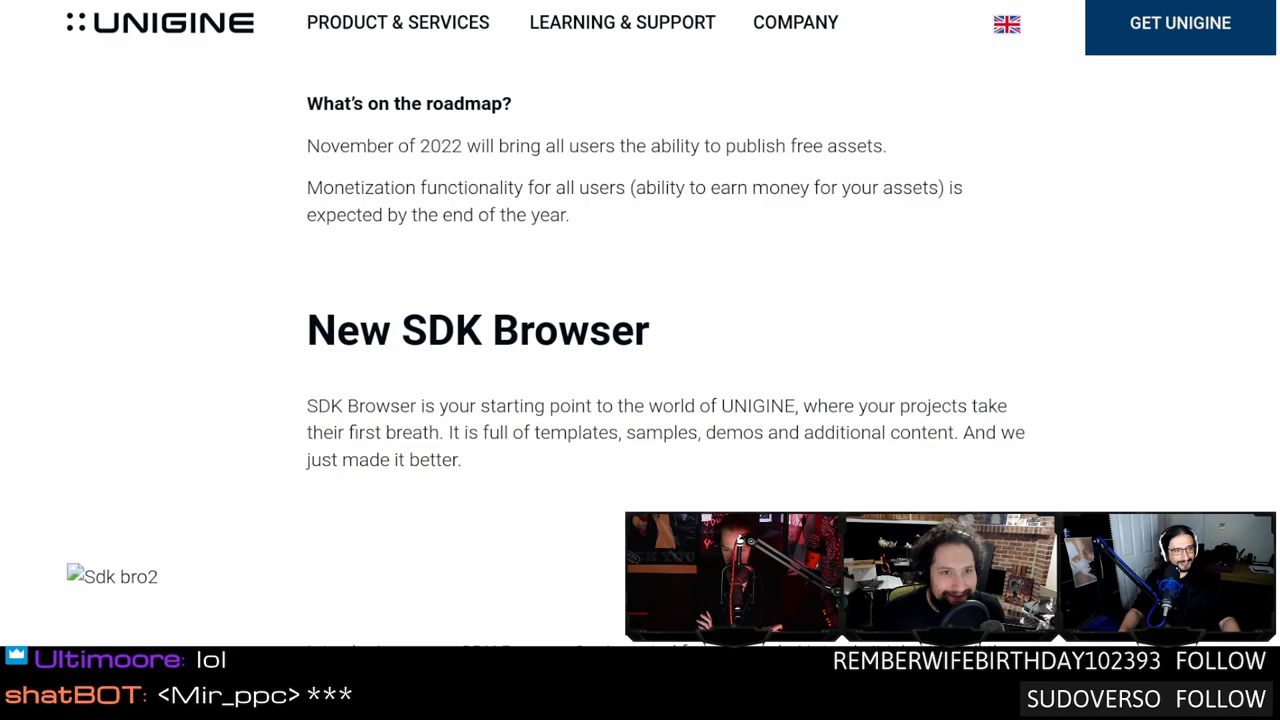 UNIGINE
PRODUCT & SERVICES
LEARNING & SUPPORT
COMPANY
GET UNIGINE
What's on the roadmap?
November of 2022 will bring all users the ability to publish free assets.
Monetization functionality for all users (ability to earn money for your assets) is
expected by the end of the year.
New SDK Browser
SDK Browser is your starting point to the world of UNIGINE, where your projects take
their first breath. It is full of templates, samples, demos and additional content. And we
just made it better.
Sdk bro2
Ultimoore: lol
shatBOT: <Mir_ppc> ***
REMBERWIFEBIRTHDAY102393 FOLLOW
SUDOVERSO FOLLOW